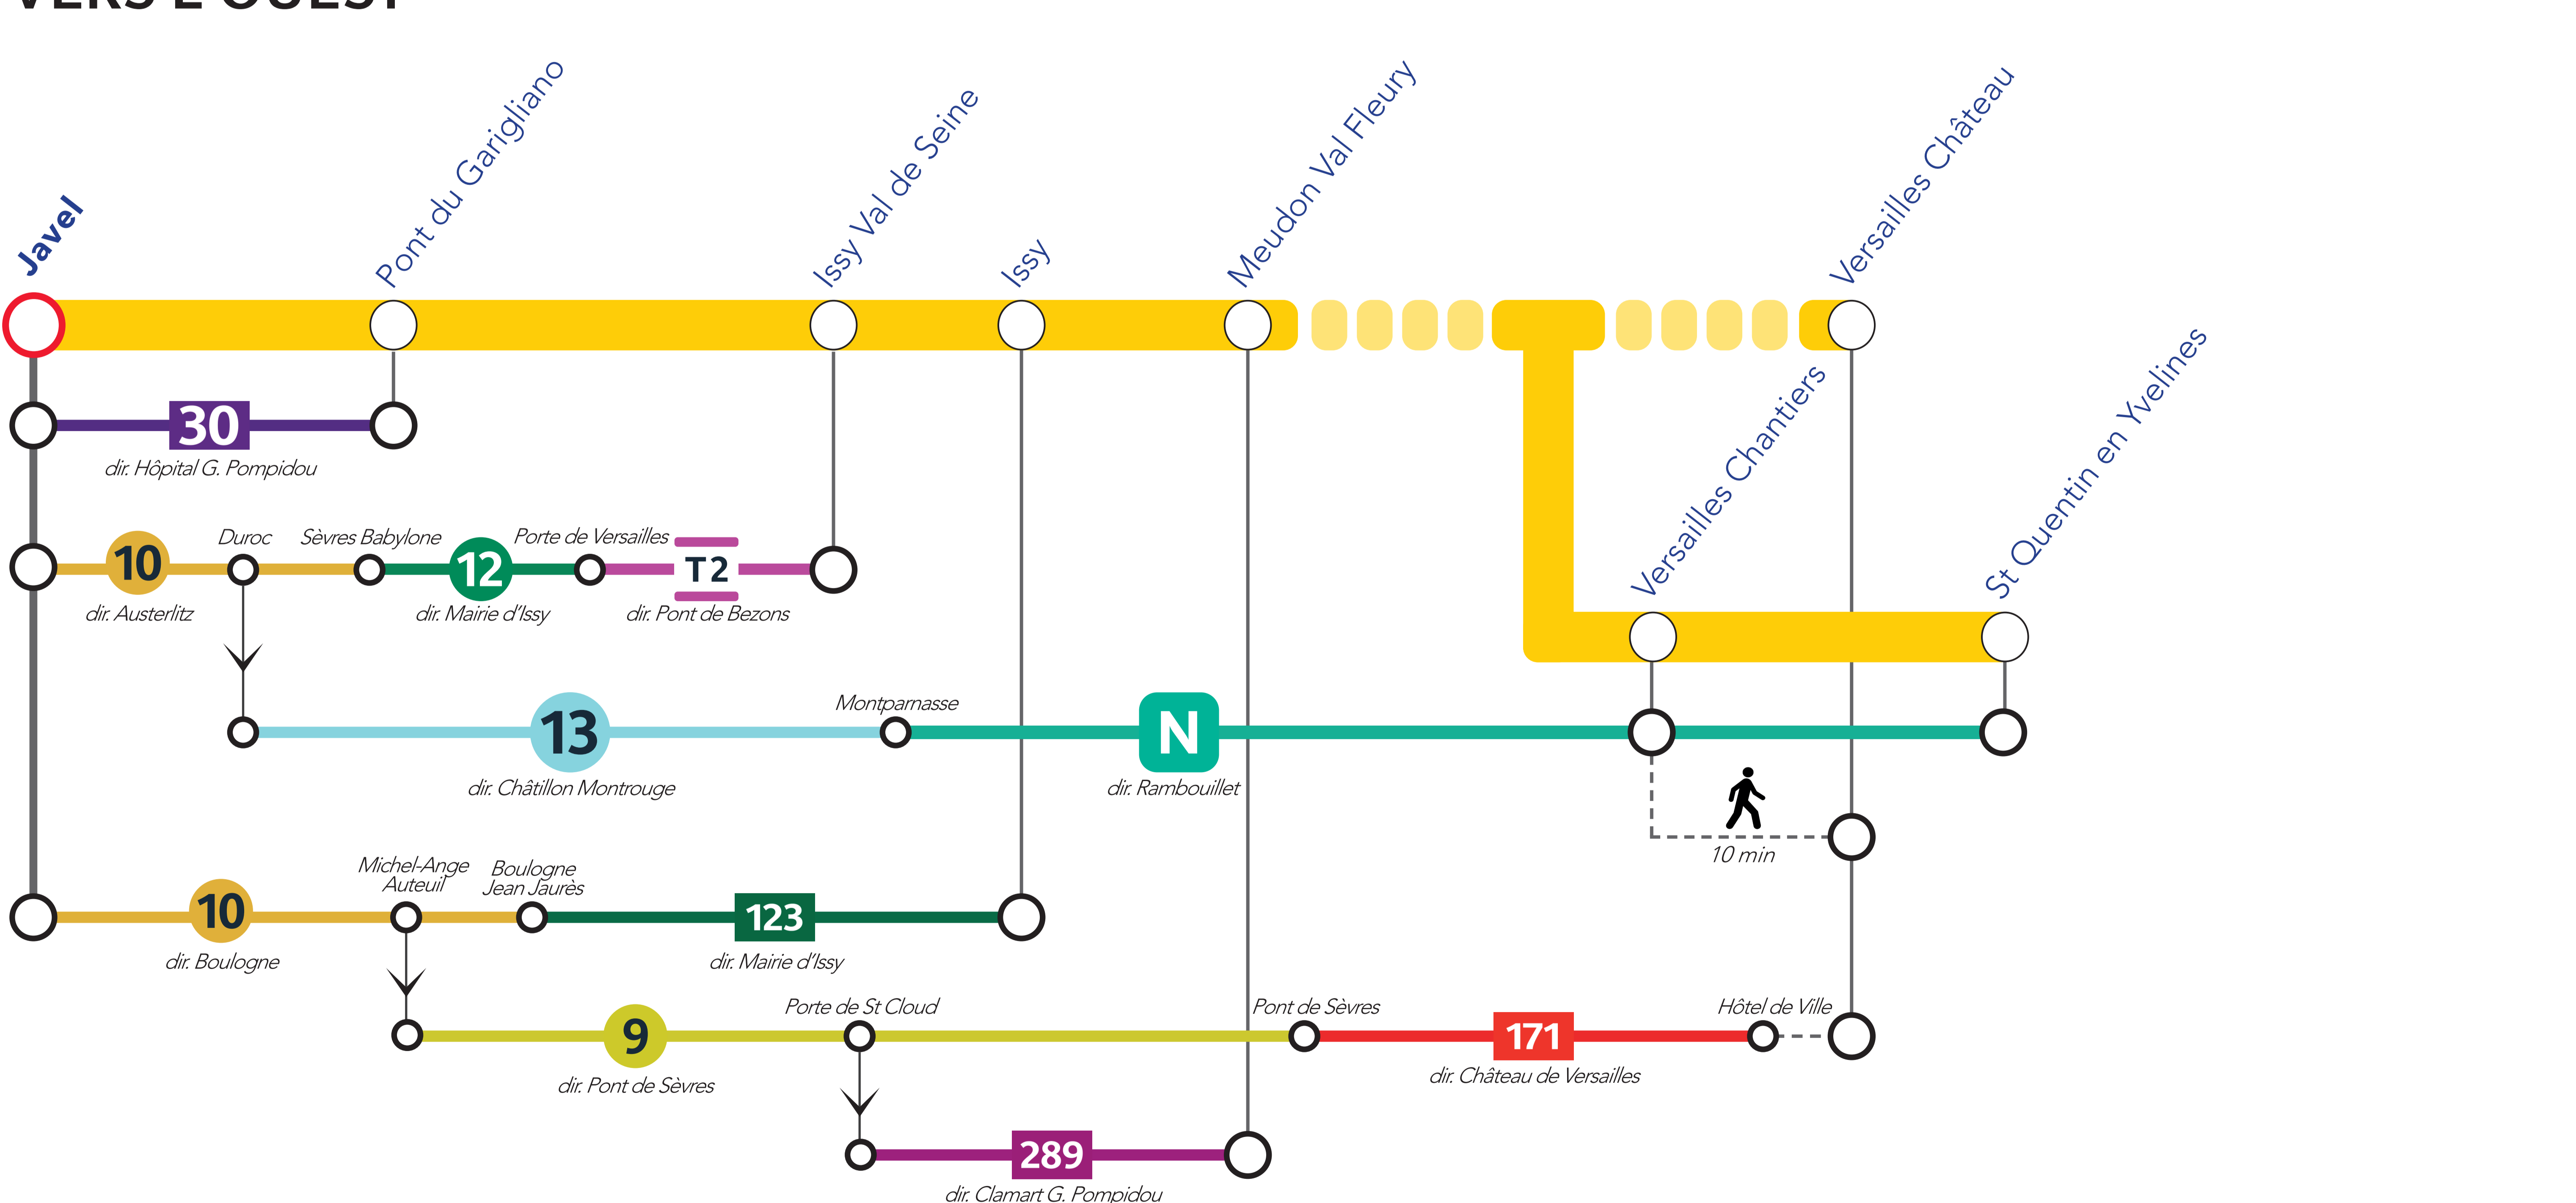 VERS L'OUEST
Javel
Pont du Garigliano
Issy Val de Seine
Issy
Meudon Val Fleury
Versailles Château
Versailles Chantiers
St Quentin en Yvelines
30
dir. Hôpital G. Pompidou
10
Duroc
Sèvres Babylone
12
Porte de Versailles
T2
dir. Austerlitz
dir. Mairie d'Issy
dir. Pont de Bezons
13
Montparnasse
N
dir. Châtillon Montrouge
dir. Rambouillet
10 min
10
Michel-Ange
Auteuil
Boulogne
Jean Jaurès
123
dir. Boulogne
dir. Mairie d'Issy
9
Porte de St Cloud
Pont de Sèvres
171
Hôtel de Ville
dir. Pont de Sèvres
dir. Château de Versailles
289
dir. Clamart G. Pompidou